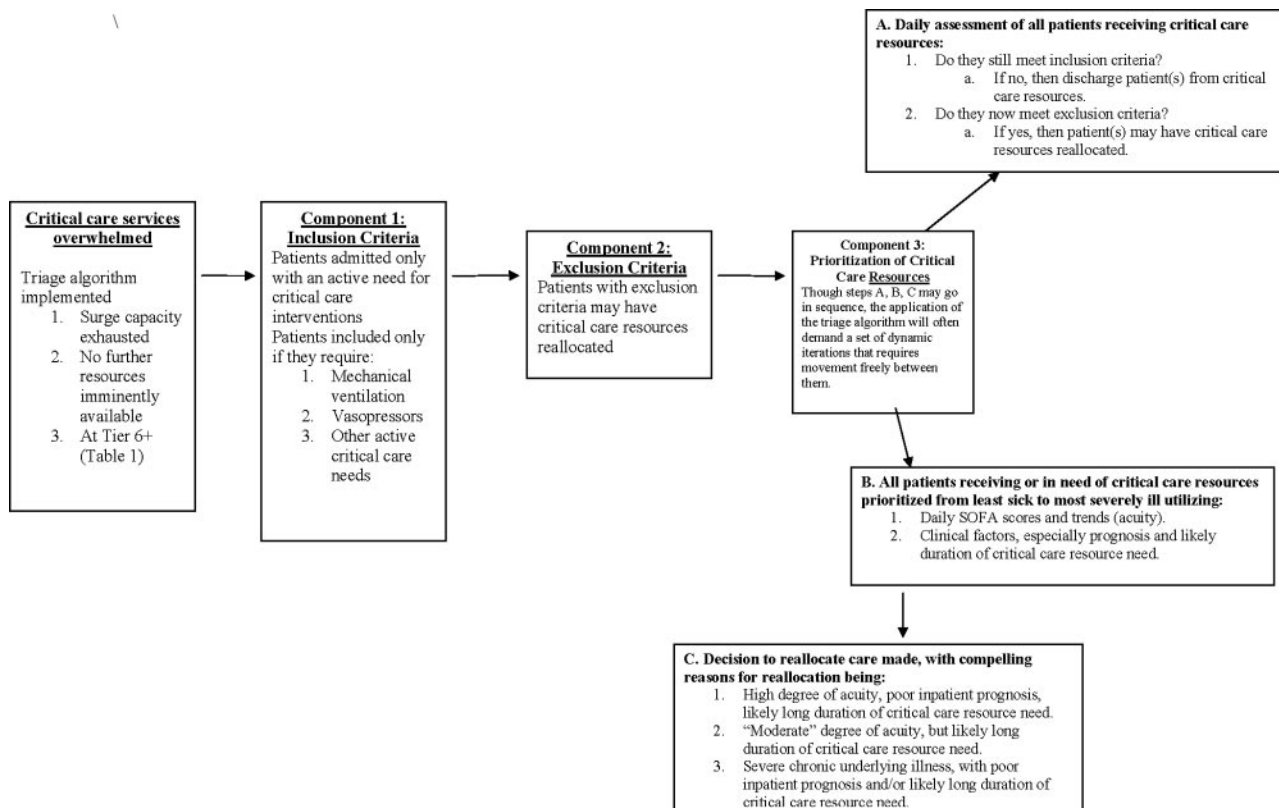 \
A. Daily assessment of all patients receiving critical care
resources:
1. Do they still meet inclusion criteria?
a. If no, then discharge patient(s) from critical
care resources.
2. Do they now meet exclusion criteria?
a. If yes, then patient(s) may have critical care
resources reallocated.
Critical care services
overwhelmed
Triage algorithm
implemented
1. Surge capacity
exhausted
2. No further
resources
imminently
available
3. At Tier 6+
(Table 1)
Component 1:
Inclusion Criteria
Patients admitted only
with an active need for
critical care
interventions
Patients included only
if they require:
1. Mechanical
ventilation
2. Vasopressors
3. Other active
critical care
needs
Component 2:
Exclusion Criteria
Patients with exclusion
criteria may have
critical care resources
reallocated
Component 3:
Prioritization of Critical
Care Resources
Though steps A, B, C may go
in sequence, the application of
the triage algorithm will often
demand a set of dynamic
iterations that requires
movement freely between
them.
B. All patients receiving or in need of critical care resources
prioritized from least sick to most severely ill utilizing:
1. Daily SOFA scores and trends (acuity).
2. Clinical factors, especially prognosis and likely
duration of critical care resource need.
C. Decision to reallocate care made, with compelling
reasons for reallocation being:
1. High degree of acuity, poor inpatient prognosis,
likely long duration of critical care resource need.
2. “Moderate” degree of acuity, but likely long
duration of critical care resource need.
3. Severe chronic underlying illness, with poor
inpatient prognosis and/or likely long duration of
critical care resource need.